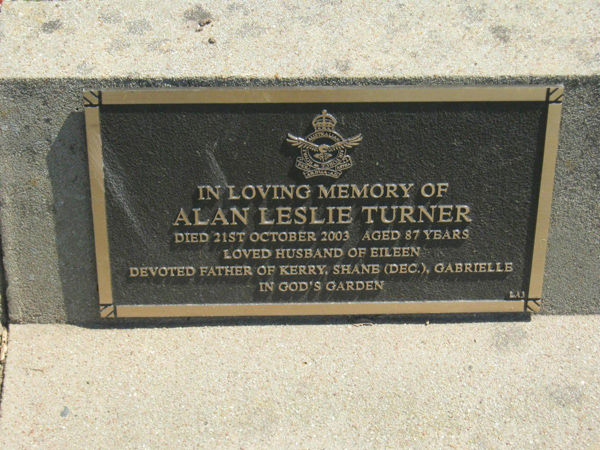 IN LOVING MEMORY OF
ALAN LESLIE TURNER
DIED 21ST OCTOBER 2003 AGED 87 YEARS
LOVED HUSBAND OF EILEEN
DEVOTED FATHER OF KERRY, SHANE (DEC.), GABRIELLE
IN GOD'S GARDEN